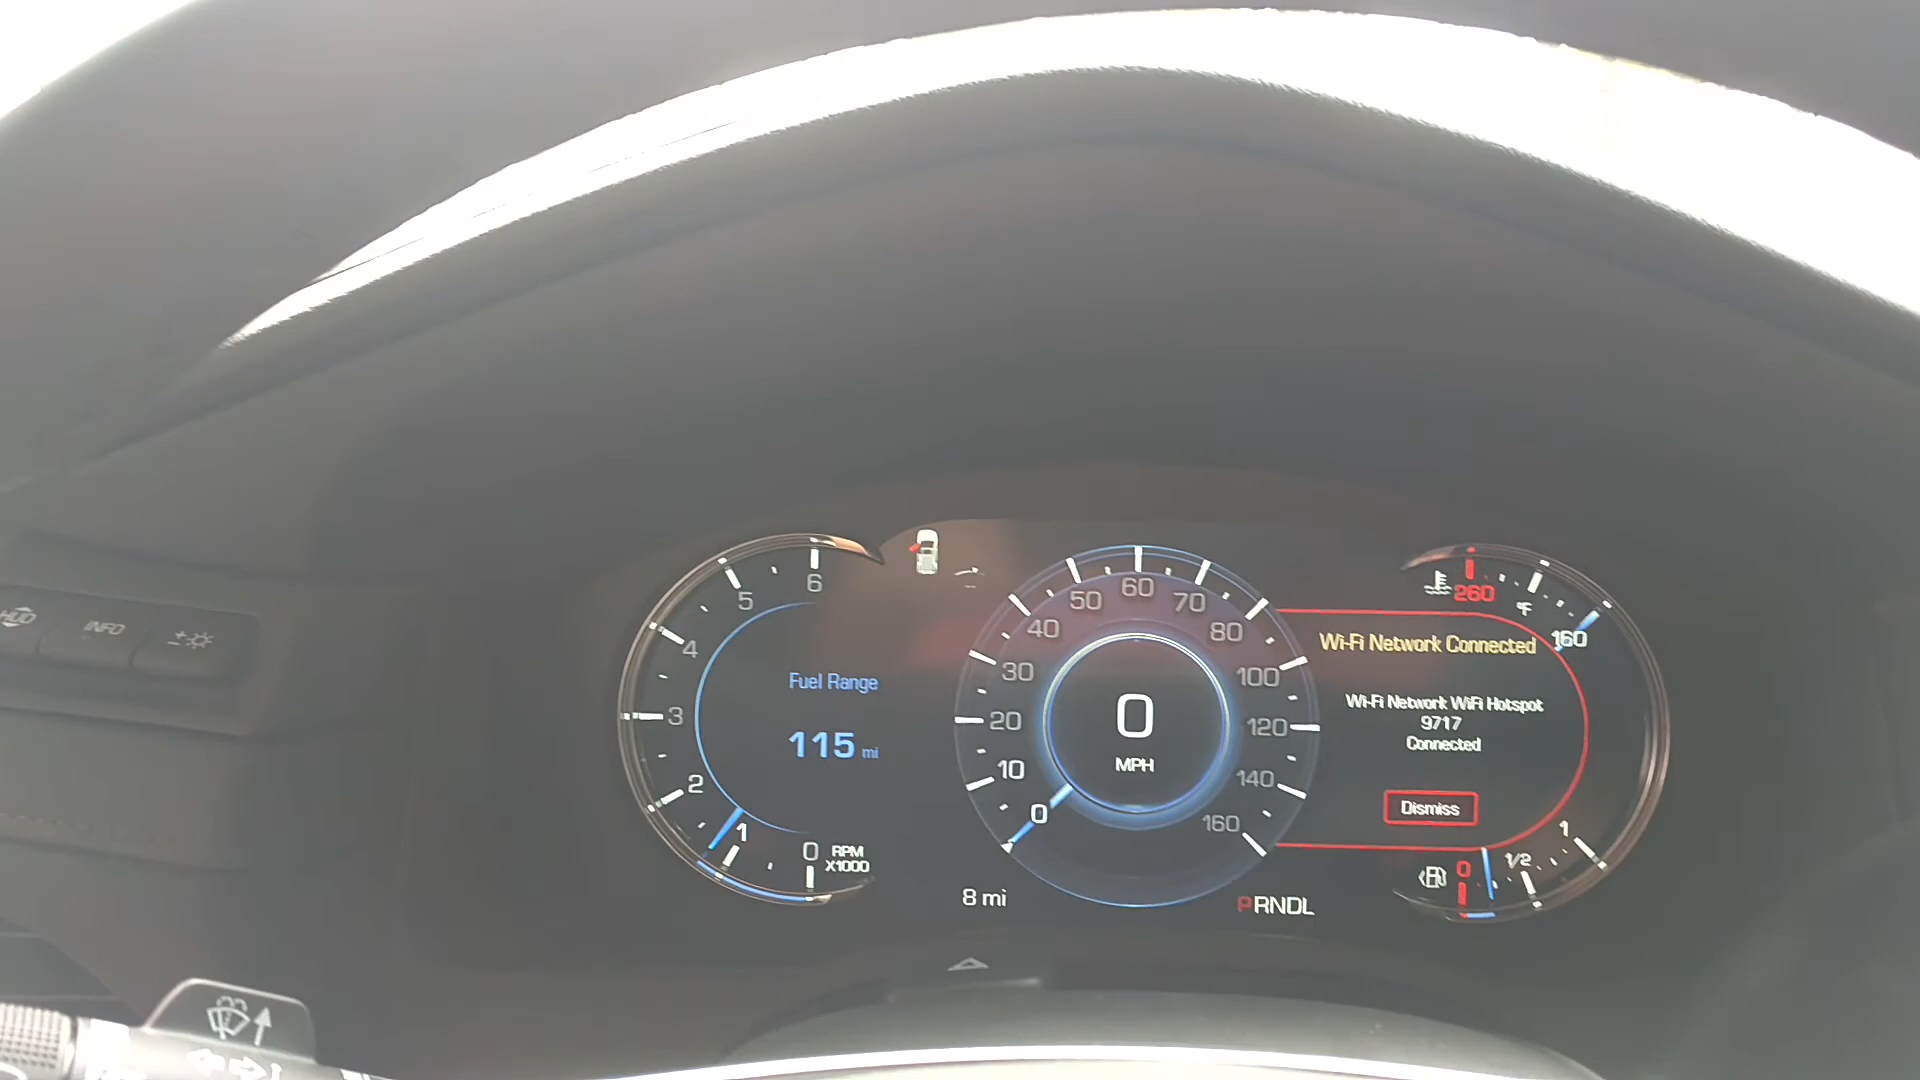 HUD
INFO
6
5
4
3
2
1
0
RPM
X1000
Fuel Range
115 mi
8 mi
60
50
70
40
80
30
100
20
120
10
140
0
160
0
MPH
PRNDL
260
°F
160
Wi-Fi Network Connected
Wi-Fi Network WiFi Hotspot
9717
Connected
Dismiss
1
1/2
0